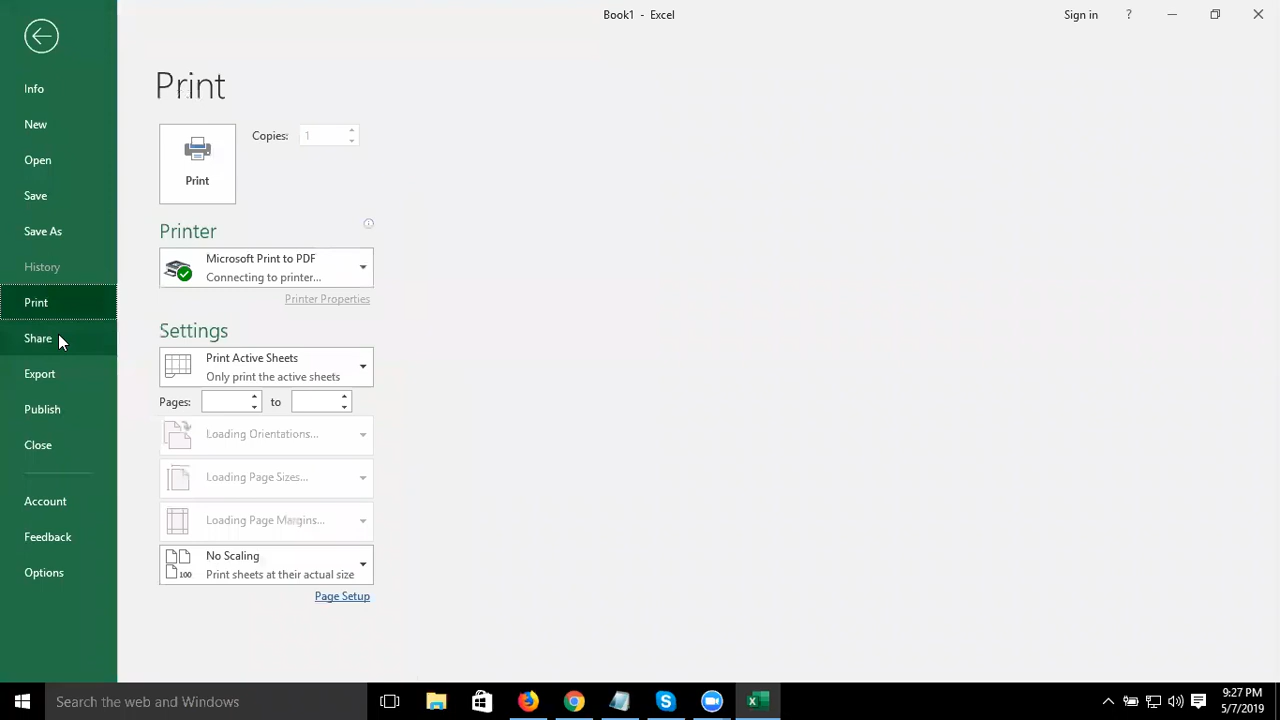 Book1 - Excel
Sign in
?
Info
New
Open
Save
Save As
History
Print
Share
Export
Publish
Close
Account
Feedback
Options
Print
Print
Copies: 1
Printer
Microsoft Print to PDF
Connecting to printer...
Printer Properties
Settings
Print Active Sheets
Only print the active sheets
Pages: to
Loading Orientations...
Loading Page Sizes...
Loading Page Margins...
No Scaling
Print sheets at their actual size
100
Page Setup
Search the web and Windows
9:27 PM
5/7/2019